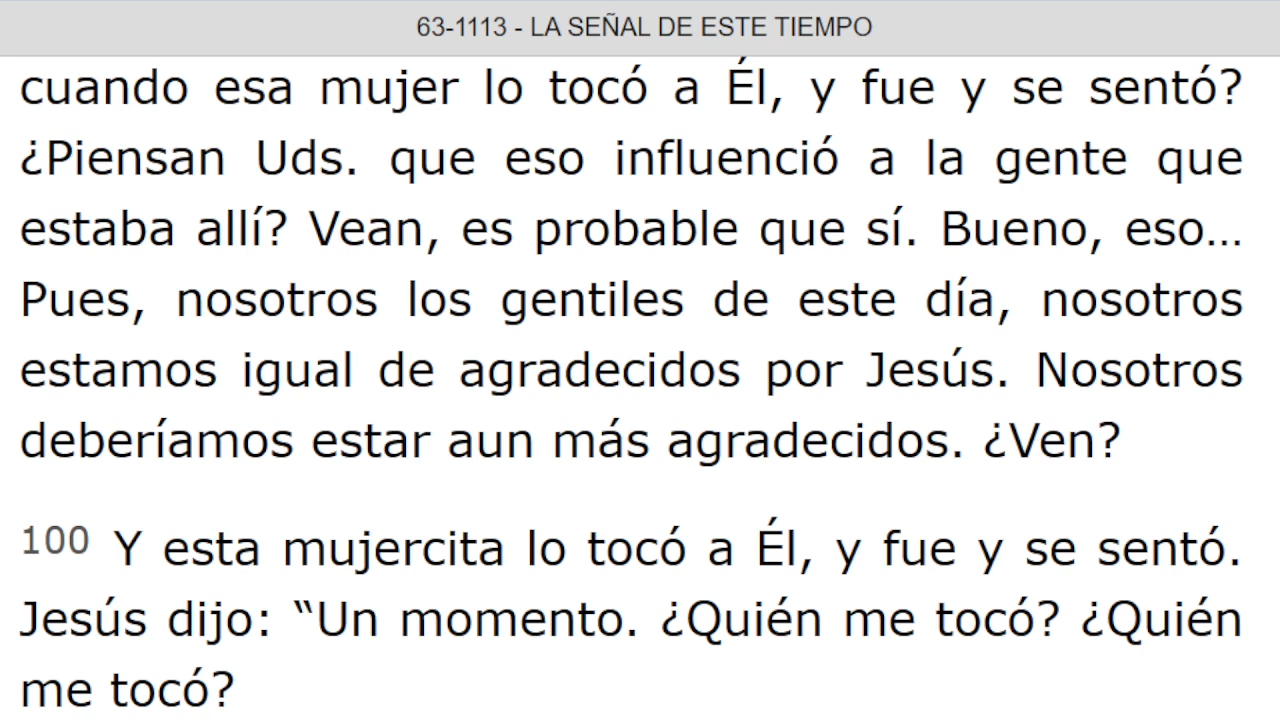 63-1113 - LA SEÑAL DE ESTE TIEMPO
cuando esa mujer lo tocó a Él, y fue y se sentó?
¿Piensan Uds. que eso influenció a la gente que
estaba allí? Vean, es probable que sí. Bueno, eso...
Pues, nosotros los gentiles de este día, nosotros
estamos igual de agradecidos por Jesús. Nosotros
deberíamos estar aun más agradecidos. ¿Ven?
100 Y esta mujercita lo tocó a Él, y fue y se sentó.
Jesús dijo: “Un momento. ¿Quién me tocó? ¿Quién
me tocó?